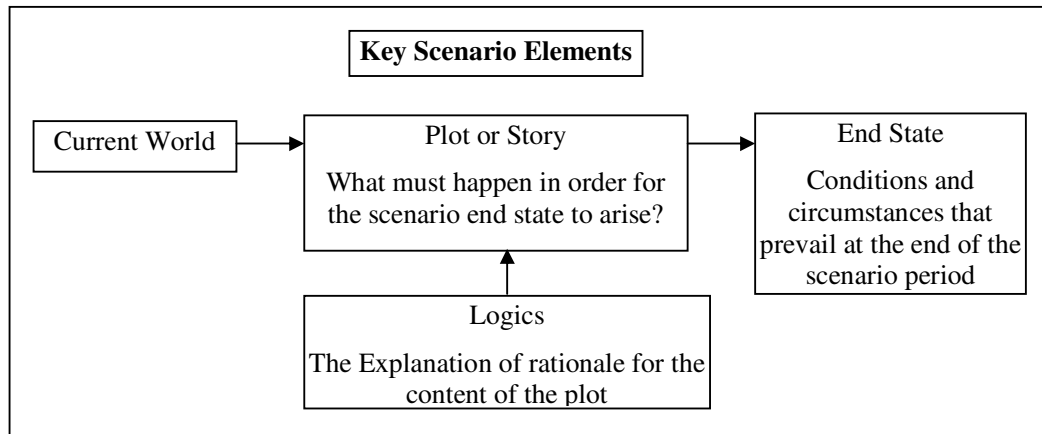 Key Scenario Elements
Current World
Plot or Story
What must happen in order for
the scenario end state to arise?
End State
Conditions and
circumstances that
prevail at the end of the
scenario period
Logics
The Explanation of rationale for the
content of the plot